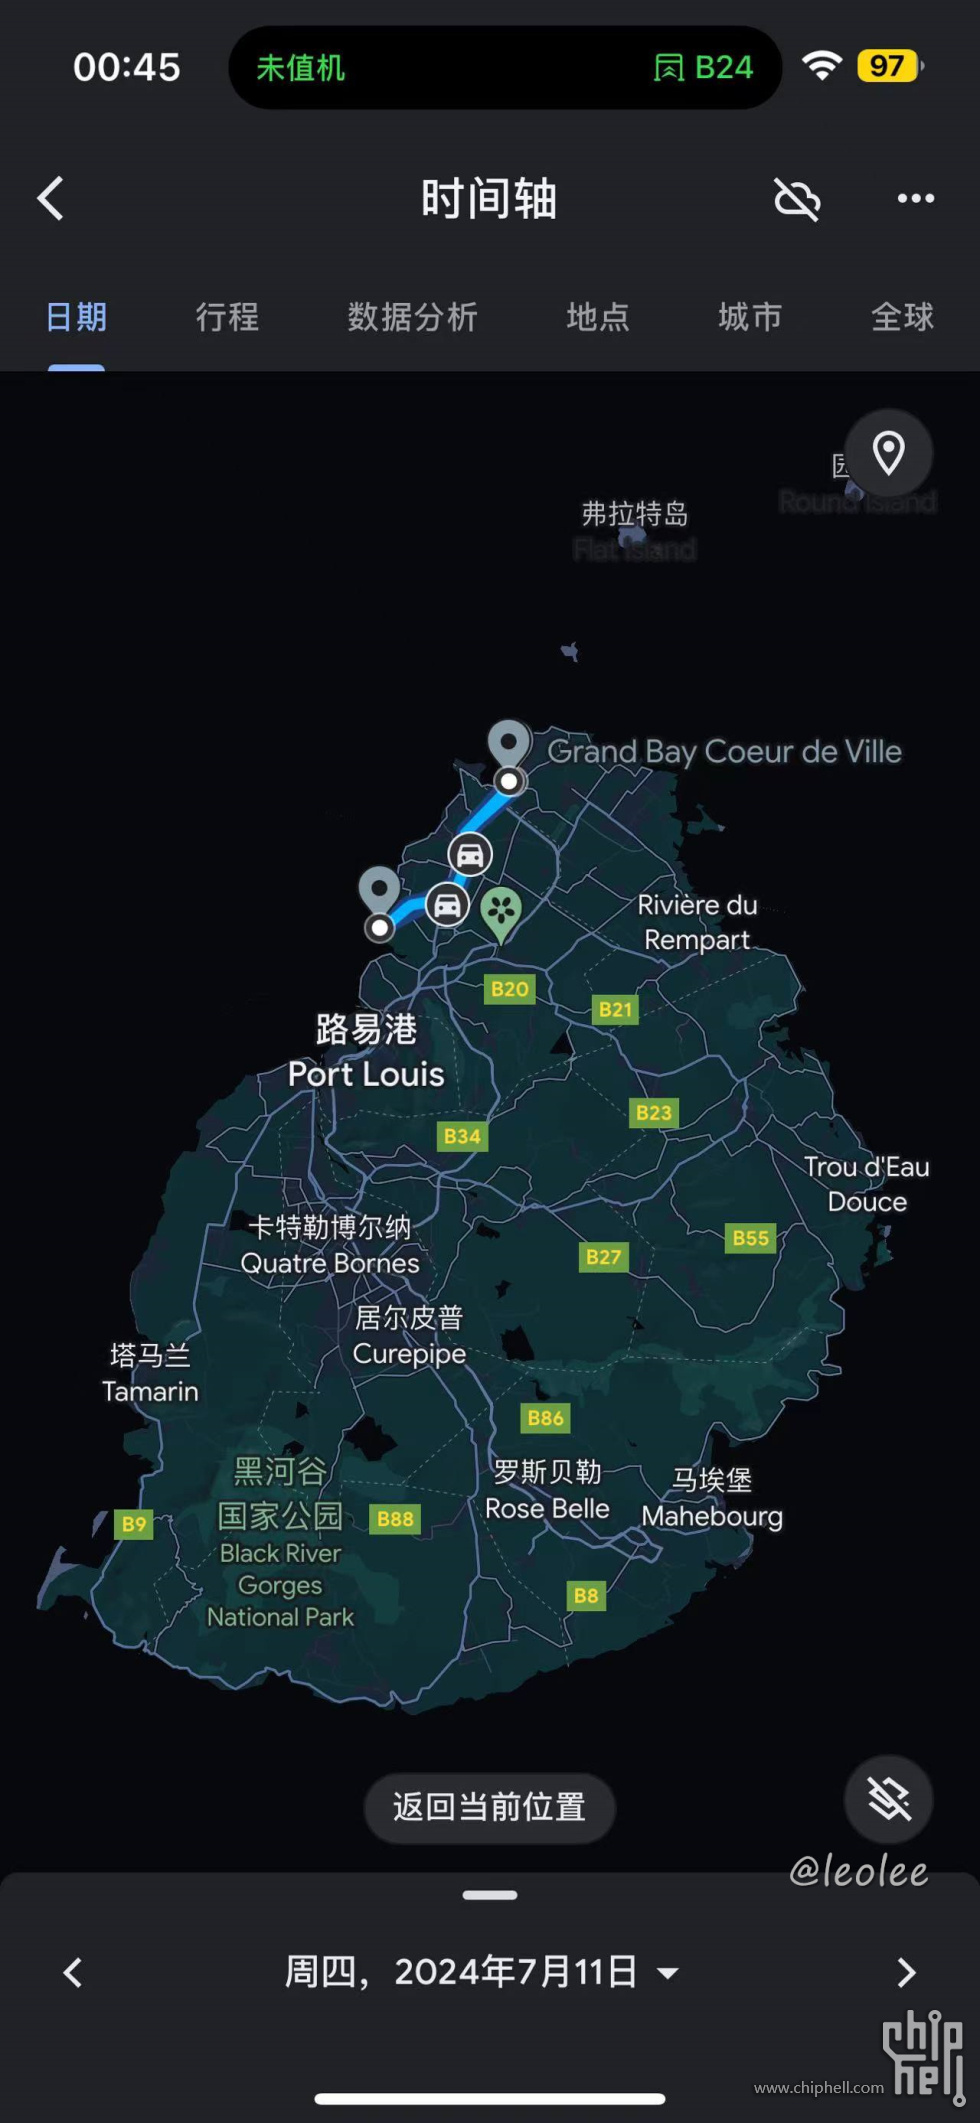 00:45
未值机
B24
97
时间轴
日期 行程 数据分析 地点 城市 全球
弗拉特岛
Flat Island
Round Island
Grand Bay Coeur de Ville
Rivière du
Rempart
B20
B21
路易港
Port Louis
B23
B34
Trou d'Eau
Douce
卡特勒博尔纳
Quatre Bornes
B55
B27
居尔皮普
Curepipe
塔马兰
Tamarin
B86
黑河谷
国家公园
Black River
Gorges
National Park
罗斯贝勒
Rose Belle
马埃堡
Mahebourg
B9
B88
B8
返回当前位置
@leolee
周四，2024年7月11日
chip
hell
www.chiphell.com